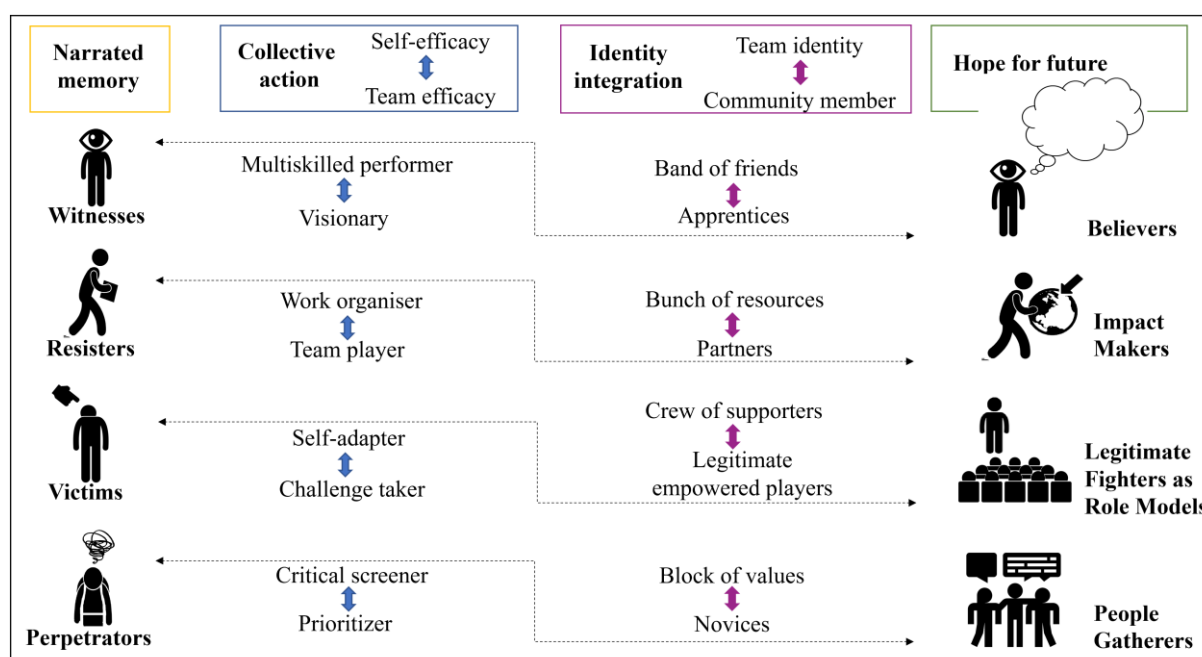 Narrated
memory
Collective
action
Self-efficacy
Team efficacy
Identity
integration
Team identity
Community member
Hope for future
Witnesses
Multiskilled performer
Visionary
Band of friends
Apprentices
Believers
Resisters
Work organiser
Team player
Bunch of resources
Partners
Impact
Makers
Victims
Self-adapter
Challenge taker
Crew of supporters
Legitimate
empowered players
Legitimate
Fighters as
Role Models
Perpetrators
Critical screener
Prioritizer
Block of values
Novices
People
Gatherers